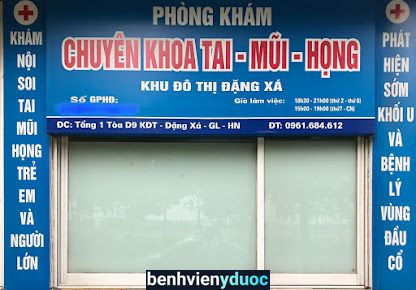 PHÒNG KHÁM
CHUYÊN KHOA TAI - MŨI - HỌNG
KHU ĐÔ THỊ ĐẶNG XÁ
Số GPHĐ:
Giờ làm việc: 18h30 - 21h00 (thứ 2 - thứ 6)
15h00 - 19h00 (thứ7 - CN)
ĐC: Tầng 1 Tòa D9 KĐT - Đặng Xá - GL - HN
ĐT: 0961.684.612
KHÁM
NỘI
SOI
TAI
MŨI
HỌNG
TRẺ
EM
VÀ
NGƯỜI
LỚN
PHÁT
HIỆN
SỚM
KHỐI U
VÀ
BỆNH
LÝ
VÙNG
ĐẦU
CỔ
benhvienyduoc